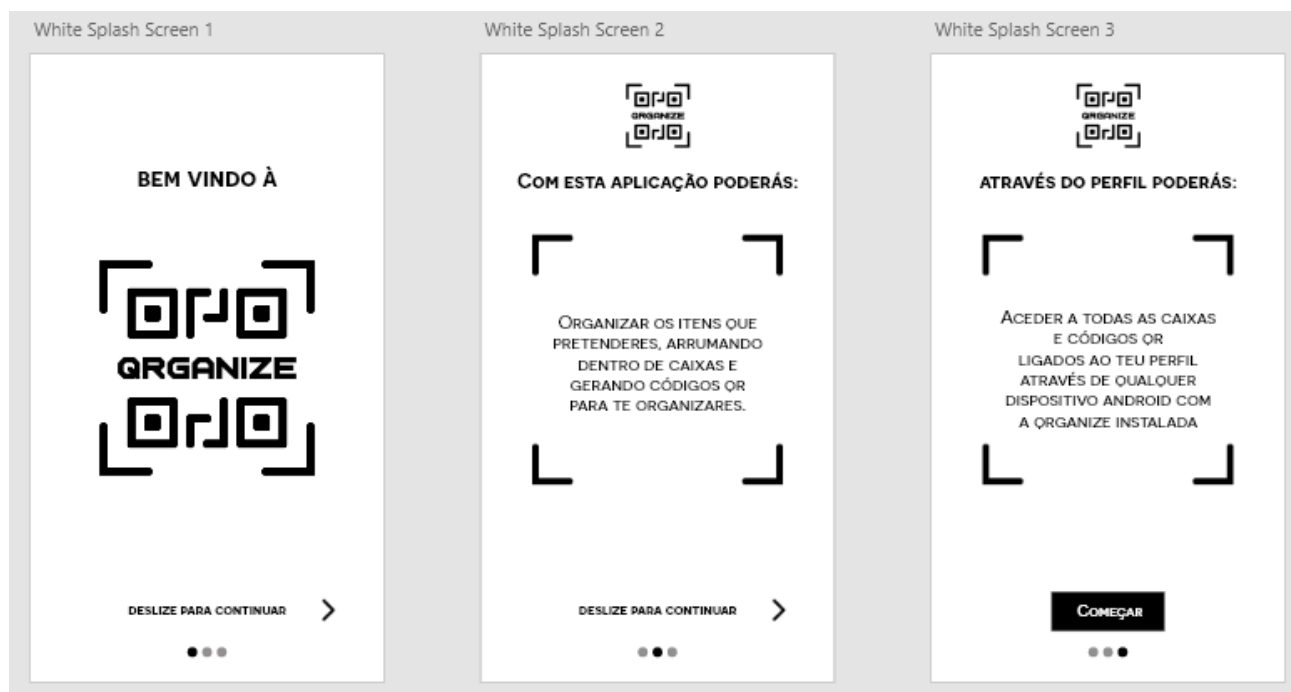 White Splash Screen 1
BEM VINDO À
QRGANIZE
DESLIZE PARA CONTINUAR
White Splash Screen 2
QRGANIZE
COM ESTA APLICAÇÃO PODERÁS:
ORGANIZAR OS ITENS QUE
PRETENDERES, ARRUMANDO
DENTRO DE CAIXAS E
GERANDO CÓDIGOS QR
PARA TE ORGANIZARES.
DESLIZE PARA CONTINUAR
White Splash Screen 3
QRGANIZE
ATRAVÉS DO PERFIL PODERÁS:
ACEDER A TODAS AS CAIXAS
E CÓDIGOS QR
LIGADOS AO TEU PERFIL
ATRAVÉS DE QUALQUER
DISPOSITIVO ANDROID COM
A QRGANIZE INSTALADA
COMEÇAR